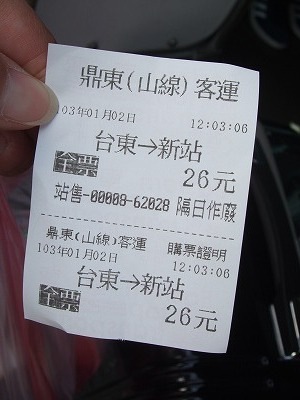 鼎東(山線)客運
103年01月02日 12:03:06
台東→新站
全票 26元
站售-00008-62028 隔日作廢
鼎東(山線)客運 購票證明
103年01月02日 12:03:06
台東→新站
全票 26元